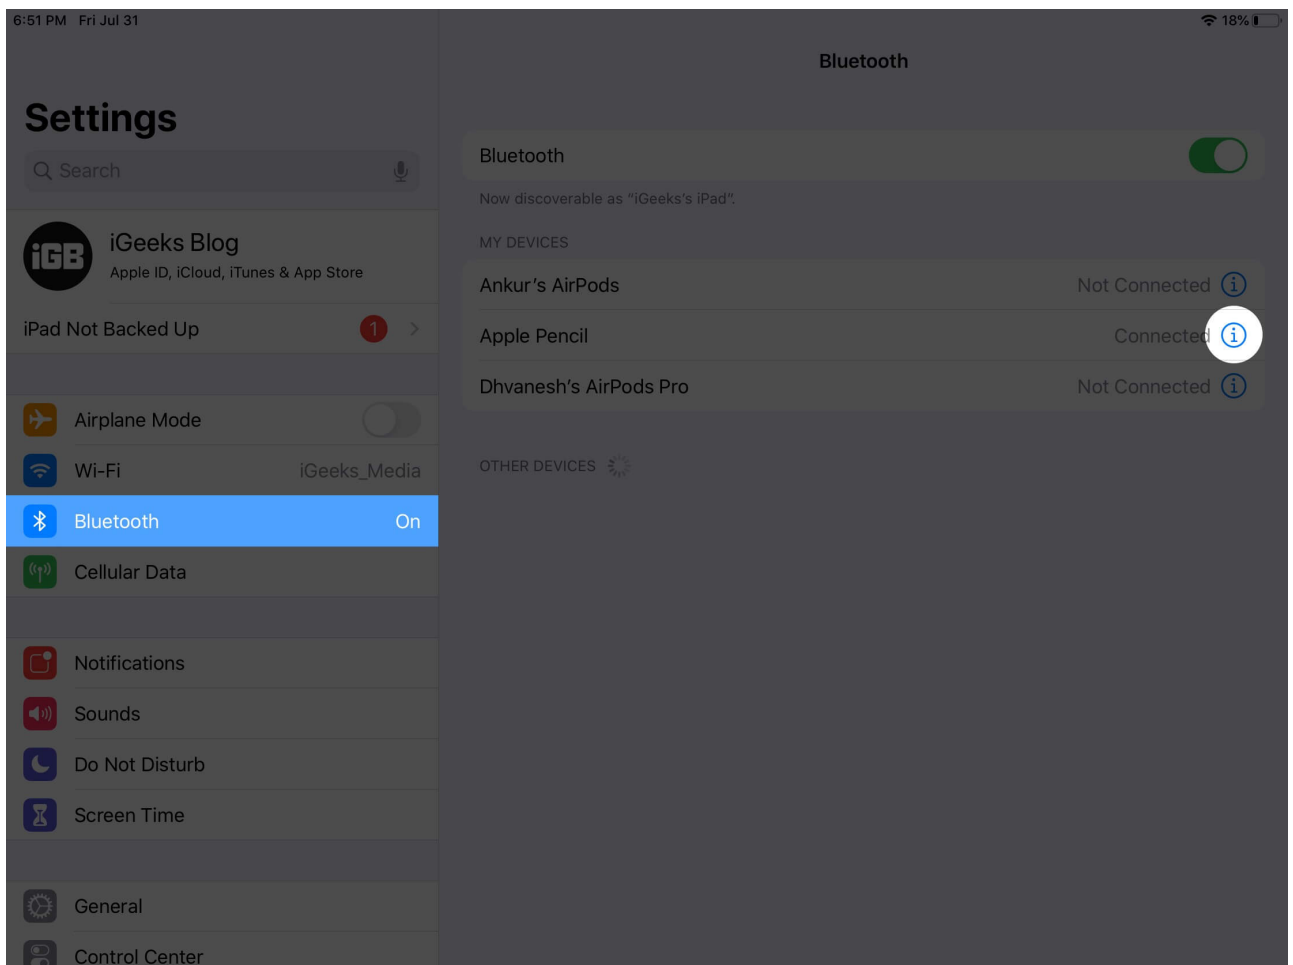 6:51 PM Fri Jul 31
18%
Settings
Search
iGB
iGeeks Blog
Apple ID, iCloud, iTunes & App Store
iPad Not Backed Up 1
Airplane Mode
Wi-Fi iGeeks_Media
Bluetooth On
Cellular Data
Notifications
Sounds
Do Not Disturb
Screen Time
General
Control Center
Bluetooth
Bluetooth
Now discoverable as “iGeeks’s iPad”.
MY DEVICES
Ankur’s AirPods Not Connected
Apple Pencil Connected
Dhvanesh’s AirPods Pro Not Connected
OTHER DEVICES